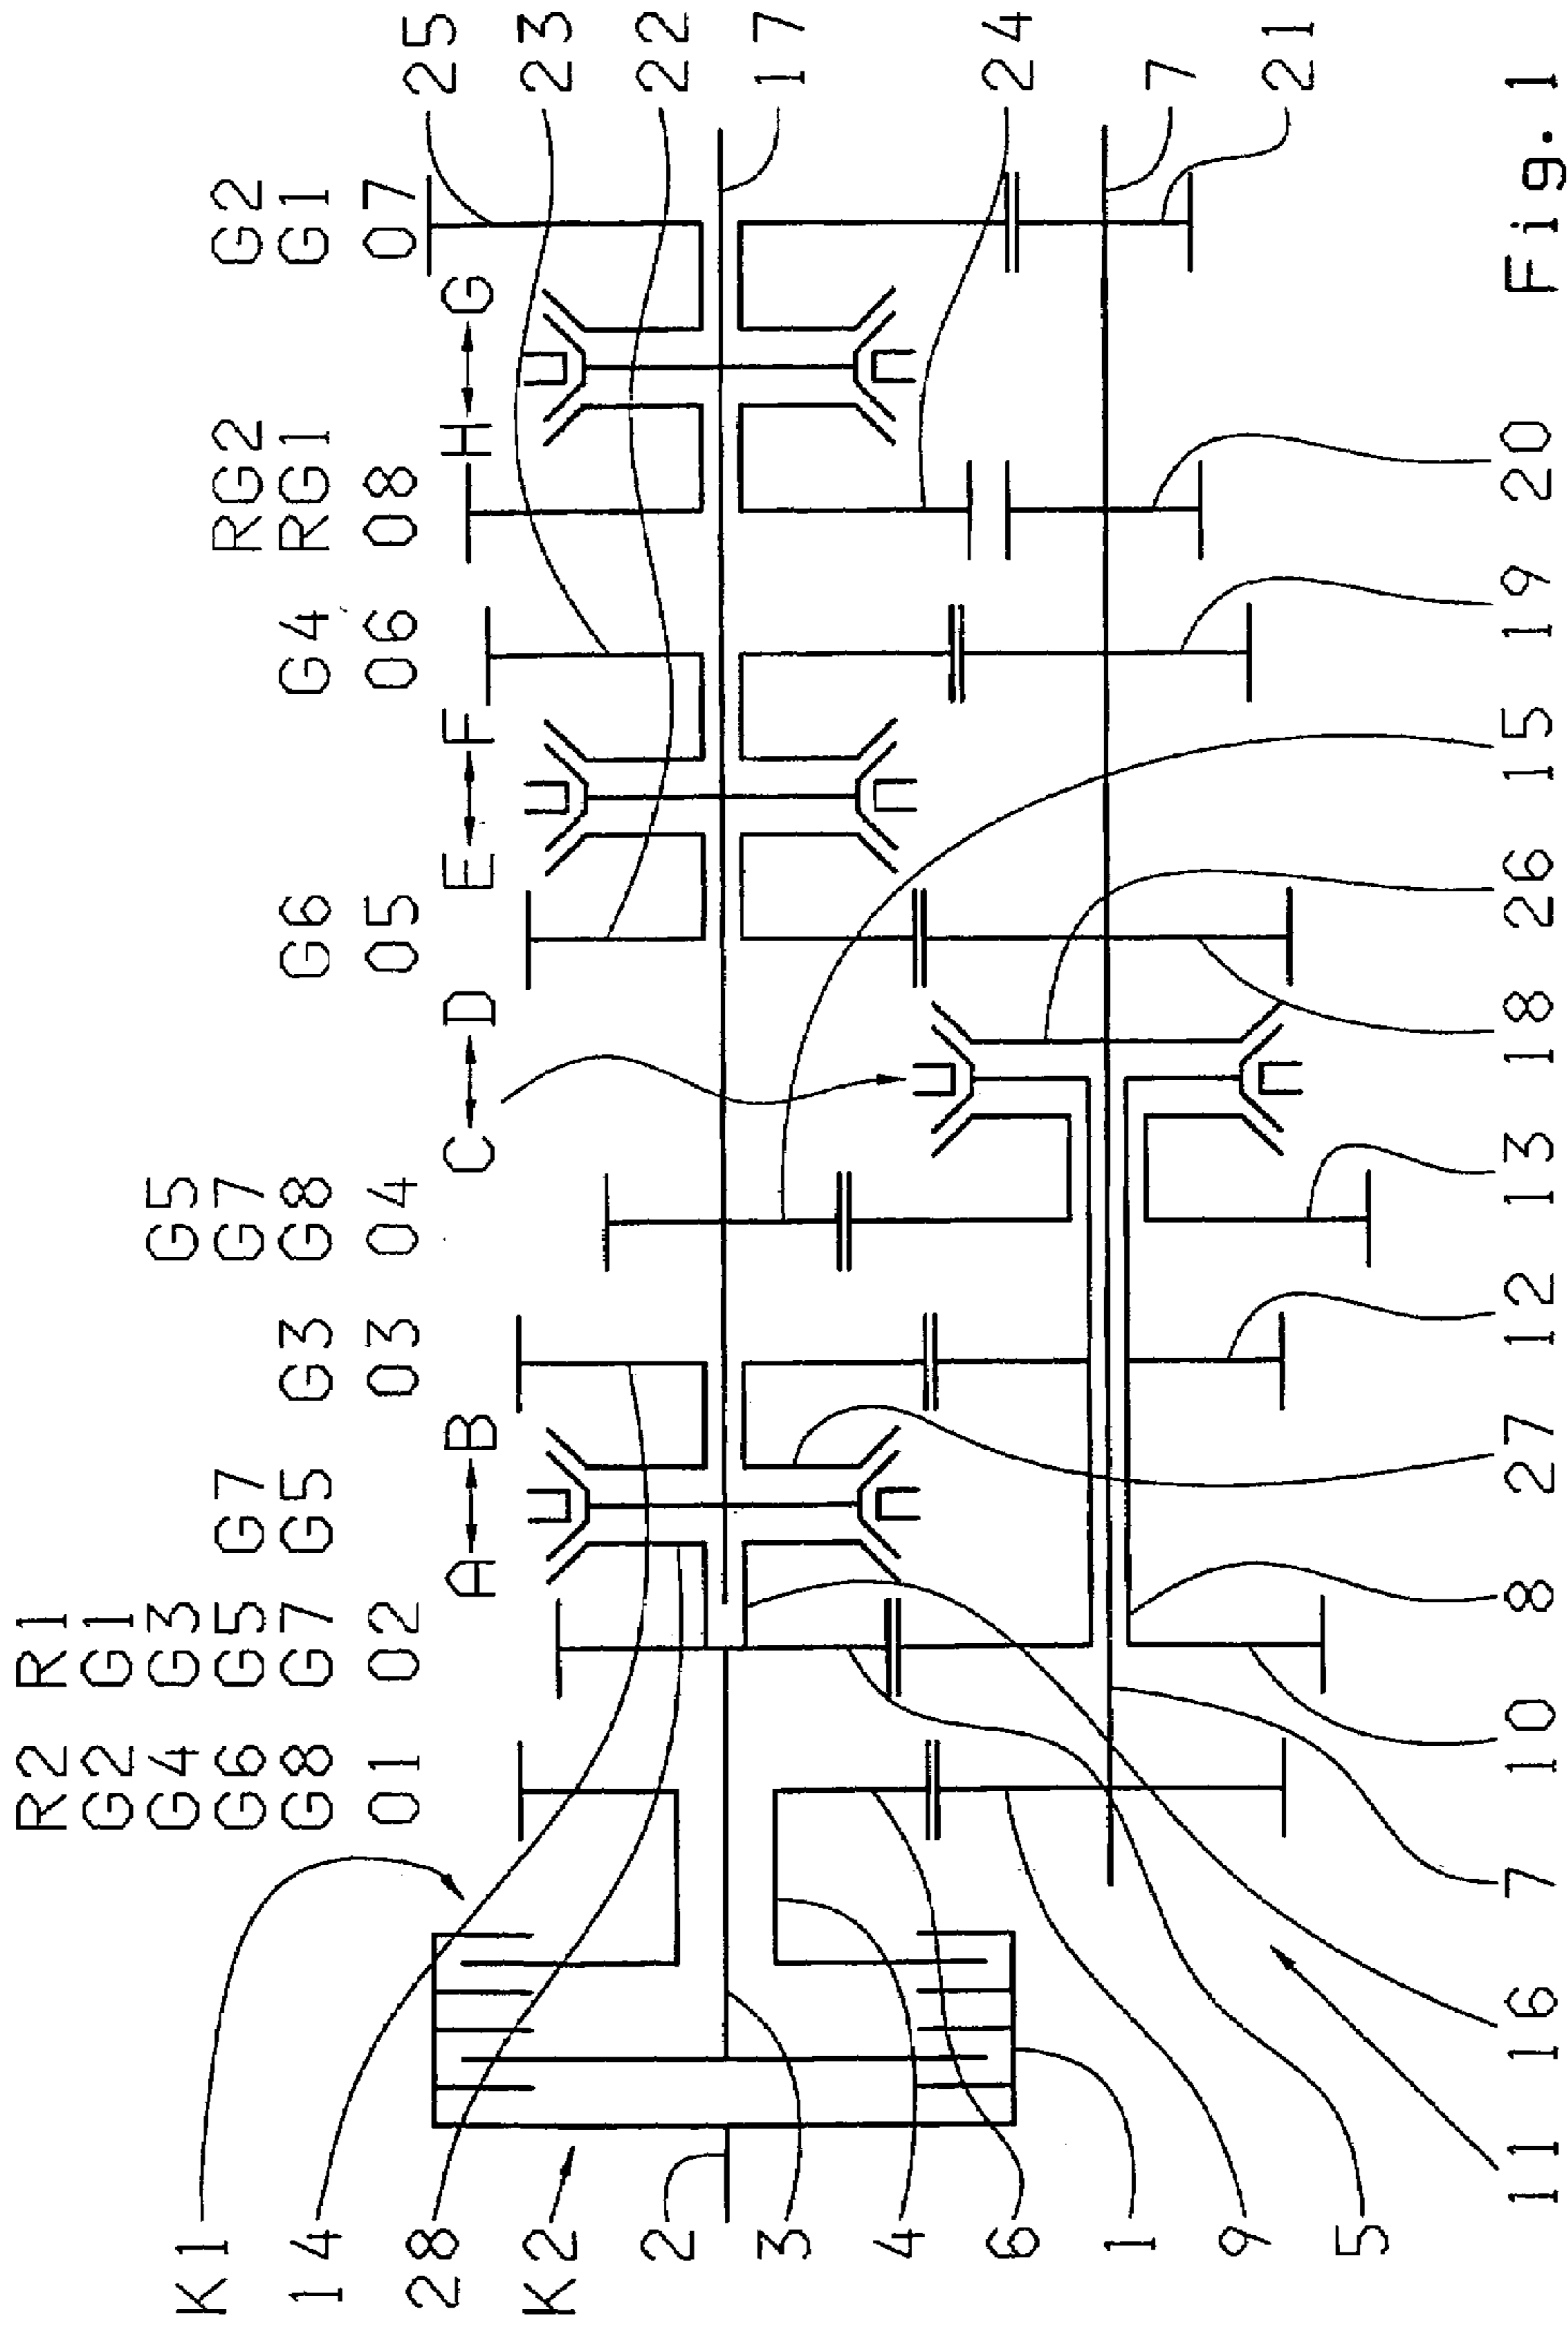 R2 R1
G2 G1
G4 G3 G5
G6 G5 G7 G7 RG2 G2
G8 G7 G5 G3 G8 G6 G4 RG1 G1
01 02 03 04 05 06 08 07
A B C D E F H G
K1
14
28
K2
2
3
4
6
1
9
5
25
23
22
17
24
7
21
11 16 7 10 8 27 12 13 18 26 15 19 20
Fig. 1